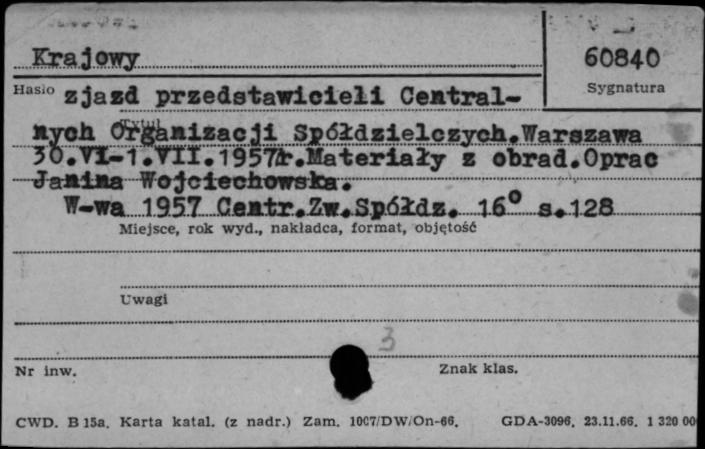 Krajowy
60840
Hasło
Sygnatura
zjazd przedstawicieli Central-
Tytuł
nych Organizacji Spółdzielczych.Warszawa
30.VI-1.VII.1957r.Materiały z obrad.Oprac
Janina Wojciechowska.
W-wa 1957 Centr.Zw.Spółdz. 16° s.128
Miejsce, rok wyd., nakładca, format, objętość
Uwagi
3
Nr inw.
Znak klas.
CWD. B 15a. Karta katal. (z nadr.) Zam. 1007/DW/On-66. GDA-3096. 23.11.66. 1 320 00